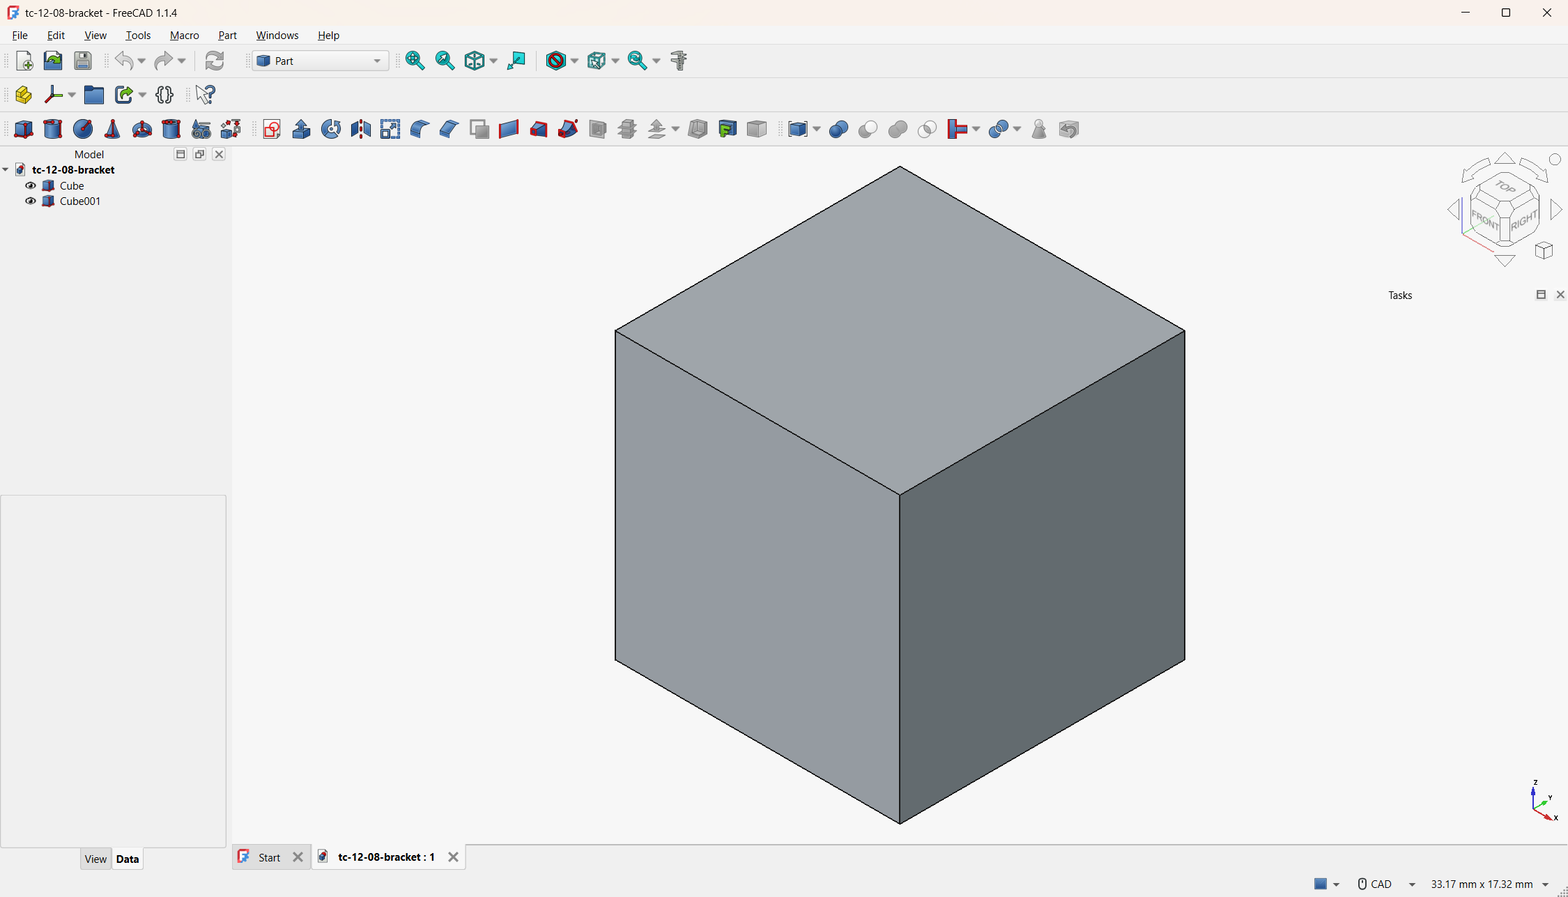 tc-12-08-bracket - FreeCAD 1.1.4
File Edit View Tools Macro Part Windows Help
Part
Model
tc-12-08-bracket
Cube
Cube001
TOP
FRONT RIGHT
Tasks
Z
Y
X
View Data
Start tc-12-08-bracket : 1
CAD 33.17 mm x 17.32 mm